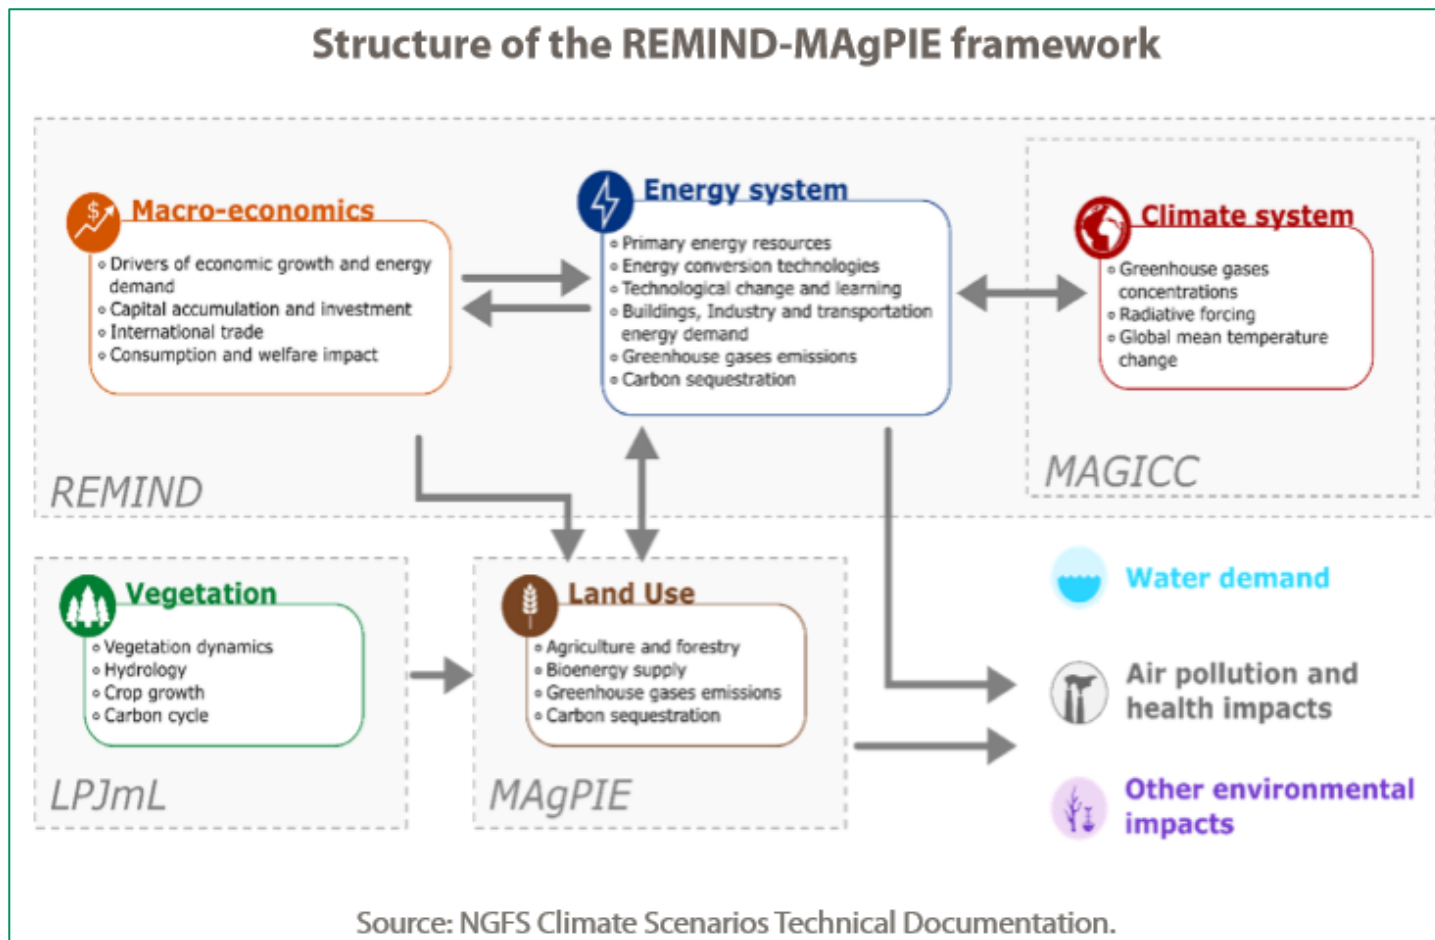 Structure of the REMIND-MAgPIE framework
Macro-economics
$
◦ Drivers of economic growth and energy
demand
◦ Capital accumulation and investment
◦ International trade
◦ Consumption and welfare impact
Energy system
◦ Primary energy resources
◦ Energy conversion technologies
◦ Technological change and learning
◦ Buildings, Industry and transportation
energy demand
◦ Greenhouse gases emissions
◦ Carbon sequestration
Climate system
◦ Greenhouse gases
concentrations
◦ Radiative forcing
◦ Global mean temperature
change
REMIND
MAGICC
Vegetation
◦ Vegetation dynamics
◦ Hydrology
◦ Crop growth
◦ Carbon cycle
LPJmL
Land Use
◦ Agriculture and forestry
◦ Bioenergy supply
◦ Greenhouse gases emissions
◦ Carbon sequestration
MAgPIE
Water demand
Air pollution and
health impacts
Other environmental
impacts
Source: NGFS Climate Scenarios Technical Documentation.